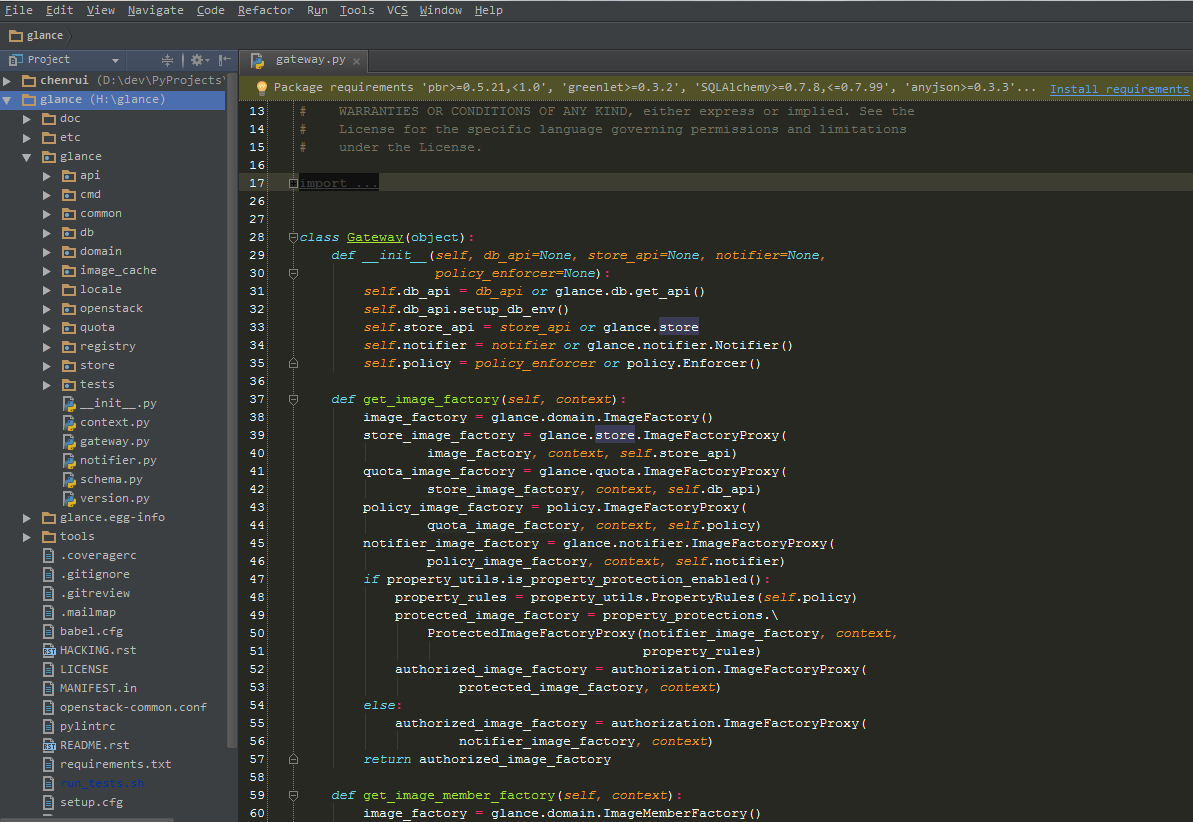 File Edit View Navigate Code Refactor Run Tools VCS Window Help
glance
Project
gateway.py
Package requirements 'pbr>=0.5.21,<1.0', 'greenlet>=0.3.2', 'SQLAlchemy>=0.7.8,<=0.7.99', 'anyjson>=0.3.3'... Install requirements
chenrui (D:\dev\PyProjects\
glance (H:\glance)
doc
etc
glance
api
cmd
common
db
domain
image_cache
locale
openstack
quota
registry
store
tests
__init__.py
context.py
gateway.py
notifier.py
schema.py
version.py
glance.egg-info
tools
.coveragerc
.gitignore
.gitreview
.mailmap
babel.cfg
HACKING.rst
LICENSE
MANIFEST.in
openstack-common.conf
pylintrc
README.rst
requirements.txt
run_tests.sh
setup.cfg
13 #    WARRANTIES OR CONDITIONS OF ANY KIND, either express or implied. See the
14 #    License for the specific language governing permissions and limitations
15 #    under the License.
16
17 import ...
26
27
28 class Gateway(object):
29     def __init__(self, db_api=None, store_api=None, notifier=None,
30                  policy_enforcer=None):
31         self.db_api = db_api or glance.db.get_api()
32         self.db_api.setup_db_env()
33         self.store_api = store_api or glance.store
34         self.notifier = notifier or glance.notifier.Notifier()
35         self.policy = policy_enforcer or policy.Enforcer()
36
37     def get_image_factory(self, context):
38         image_factory = glance.domain.ImageFactory()
39         store_image_factory = glance.store.ImageFactoryProxy(
40                 image_factory, context, self.store_api)
41         quota_image_factory = glance.quota.ImageFactoryProxy(
42                 store_image_factory, context, self.db_api)
43         policy_image_factory = policy.ImageFactoryProxy(
44                 quota_image_factory, context, self.policy)
45         notifier_image_factory = glance.notifier.ImageFactoryProxy(
46                 policy_image_factory, context, self.notifier)
47         if property_utils.is_property_protection_enabled():
48             property_rules = property_utils.PropertyRules(self.policy)
49             protected_image_factory = property_protections.\
50                 ProtectedImageFactoryProxy(notifier_image_factory, context,
51                                            property_rules)
52             authorized_image_factory = authorization.ImageFactoryProxy(
53                     protected_image_factory, context)
54         else:
55             authorized_image_factory = authorization.ImageFactoryProxy(
56                     notifier_image_factory, context)
57         return authorized_image_factory
58
59     def get_image_member_factory(self, context):
60         image_factory = glance.domain.ImageMemberFactory()